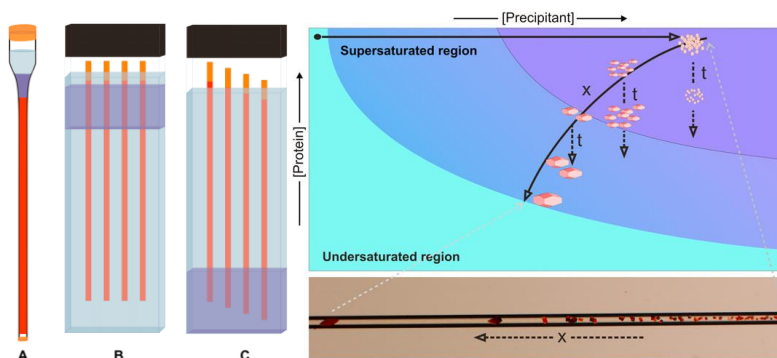 [Precipitant]
Supersaturated region
[Protein]
x
t
t
t
Undersaturated region
x
A
B
C